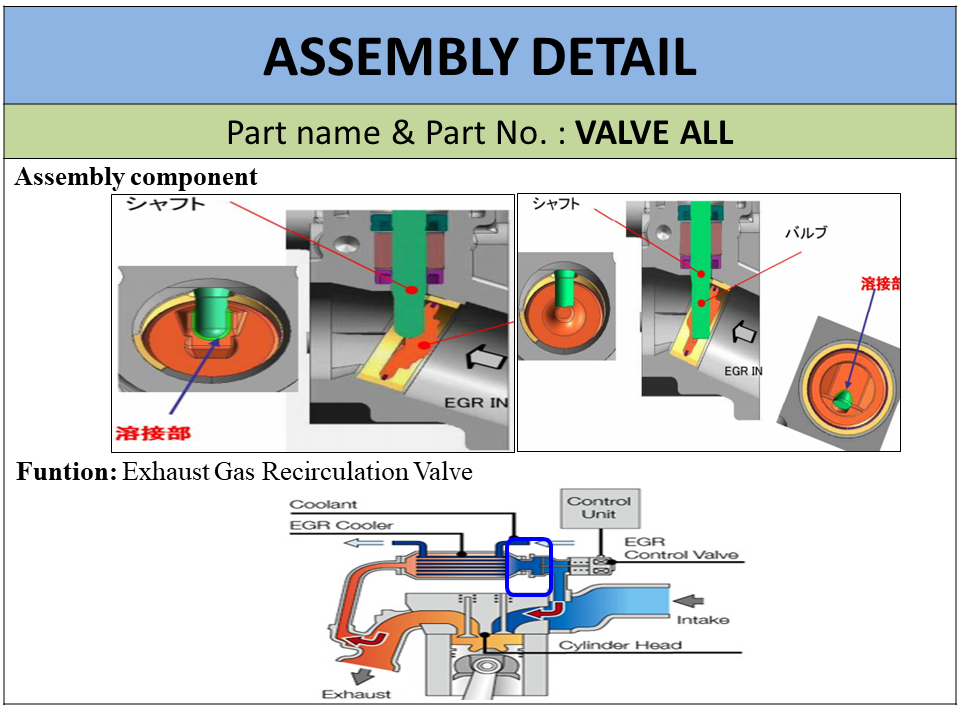 ASSEMBLY DETAIL
Part name & Part No. : VALVE ALL
Assembly component
シャフト
溶接部
EGR IN
シャフト
バルブ
溶接部
EGR IN
Funtion: Exhaust Gas Recirculation Valve
Coolant
EGR Cooler
Control
Unit
EGR
Control Valve
Intake
Cylinder Head
Exhaust